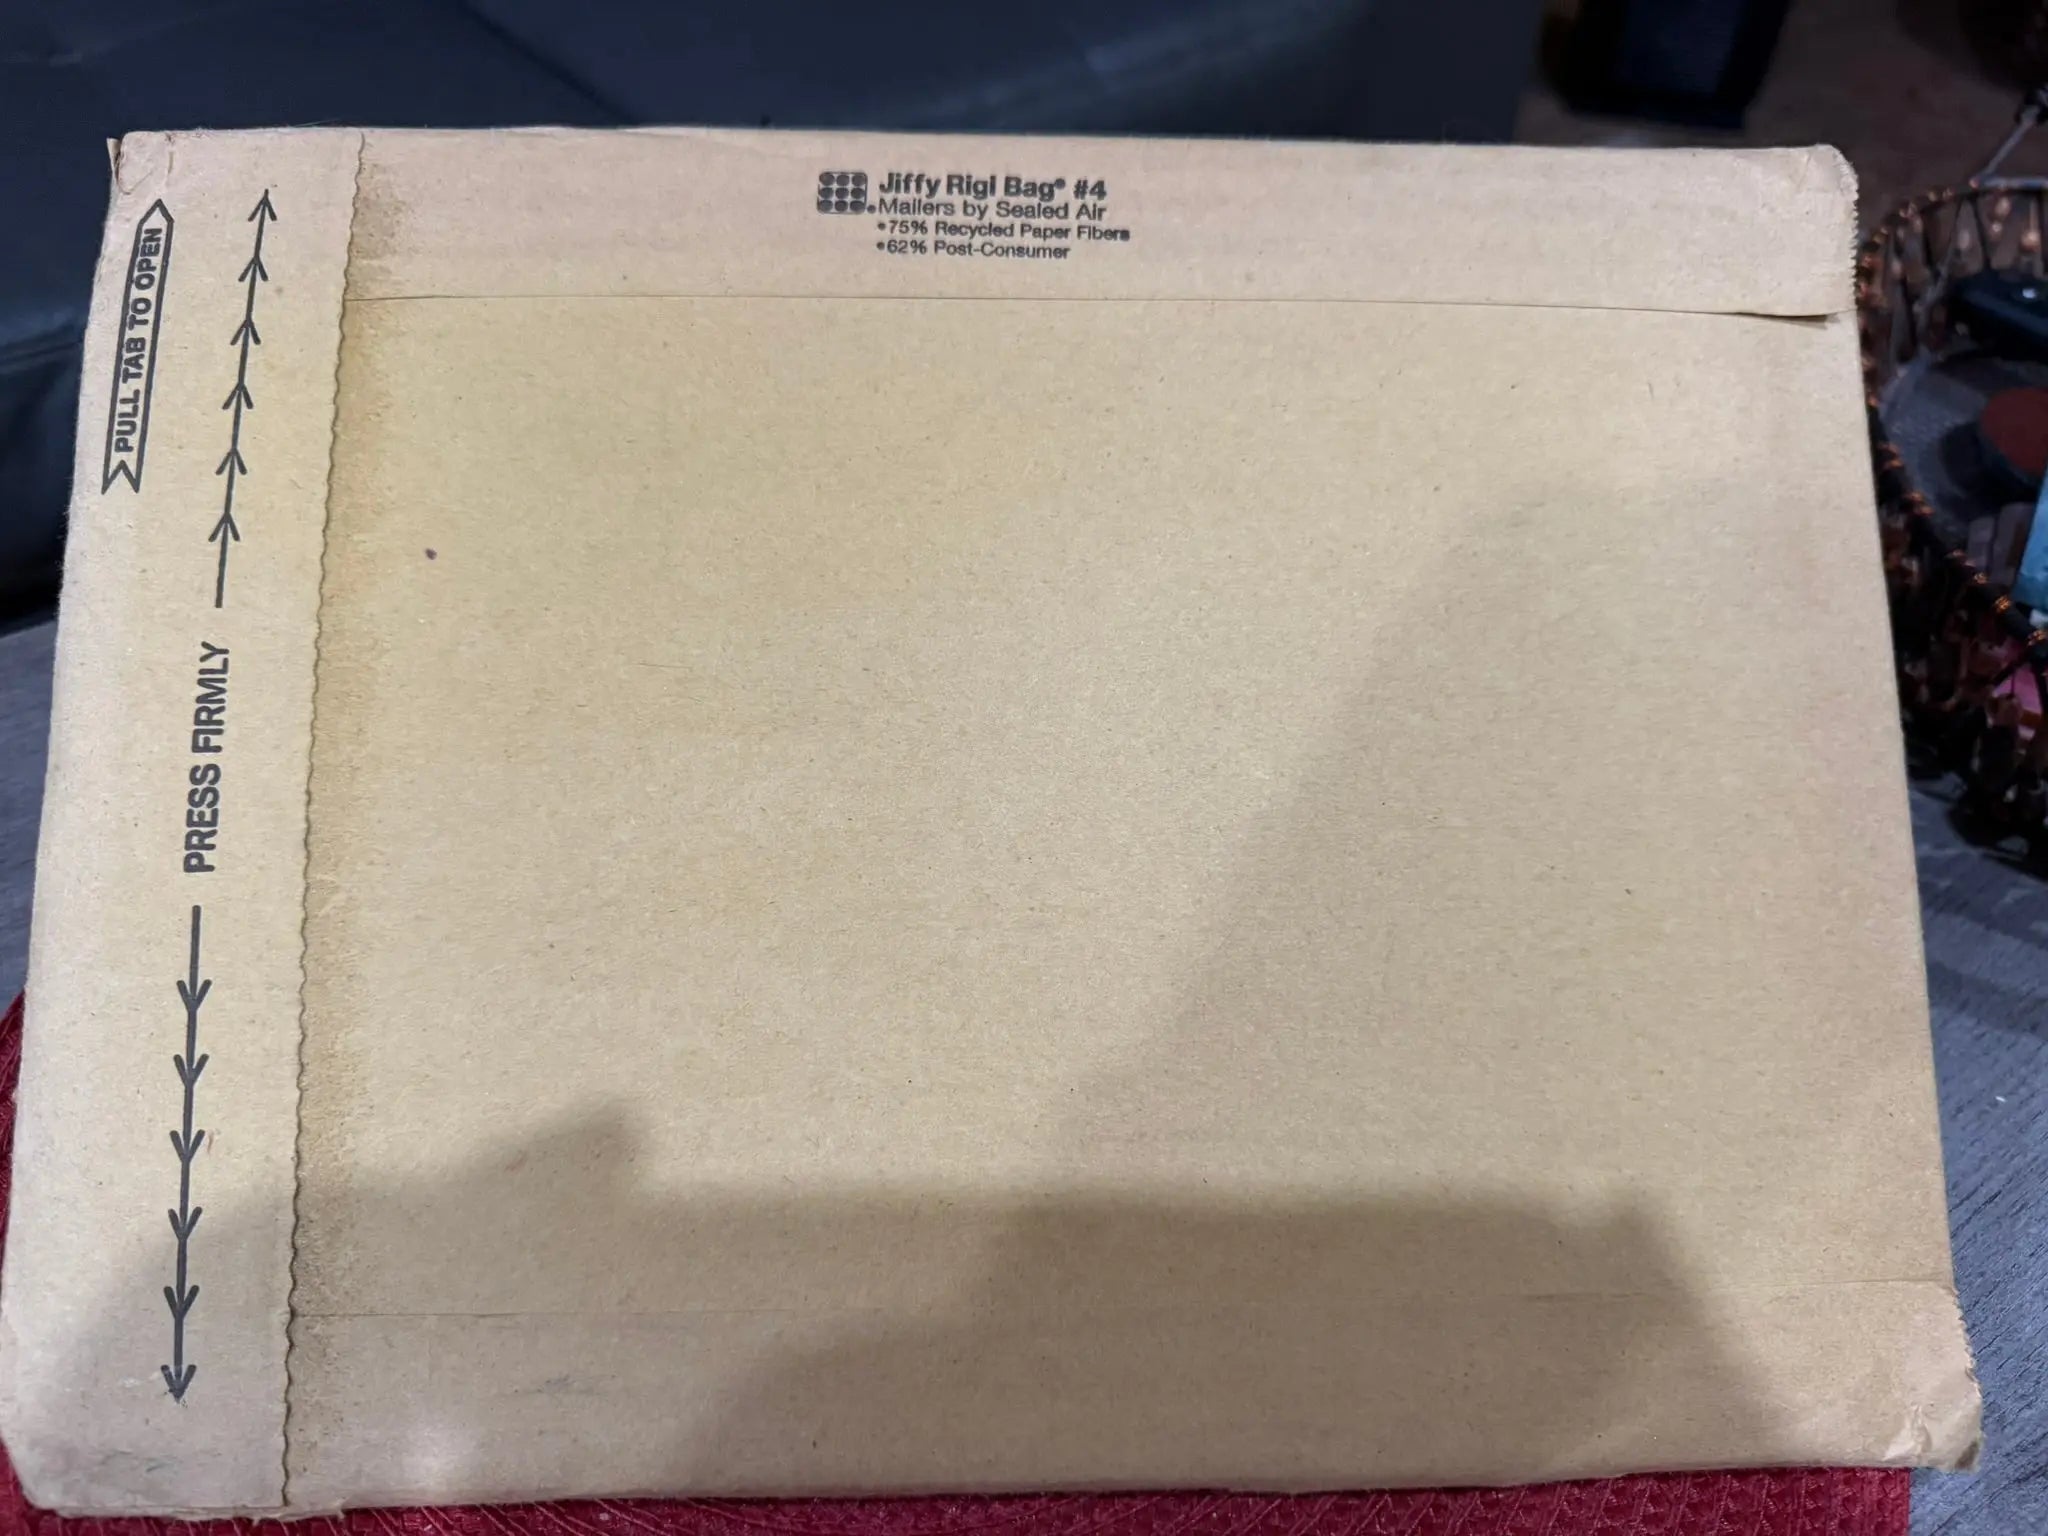 Jiffy Rigi Bag® #4
Mailers by Sealed Air
•75% Recycled Paper Fibers
•62% Post-Consumer
PULL TAB TO OPEN
PRESS FIRMLY